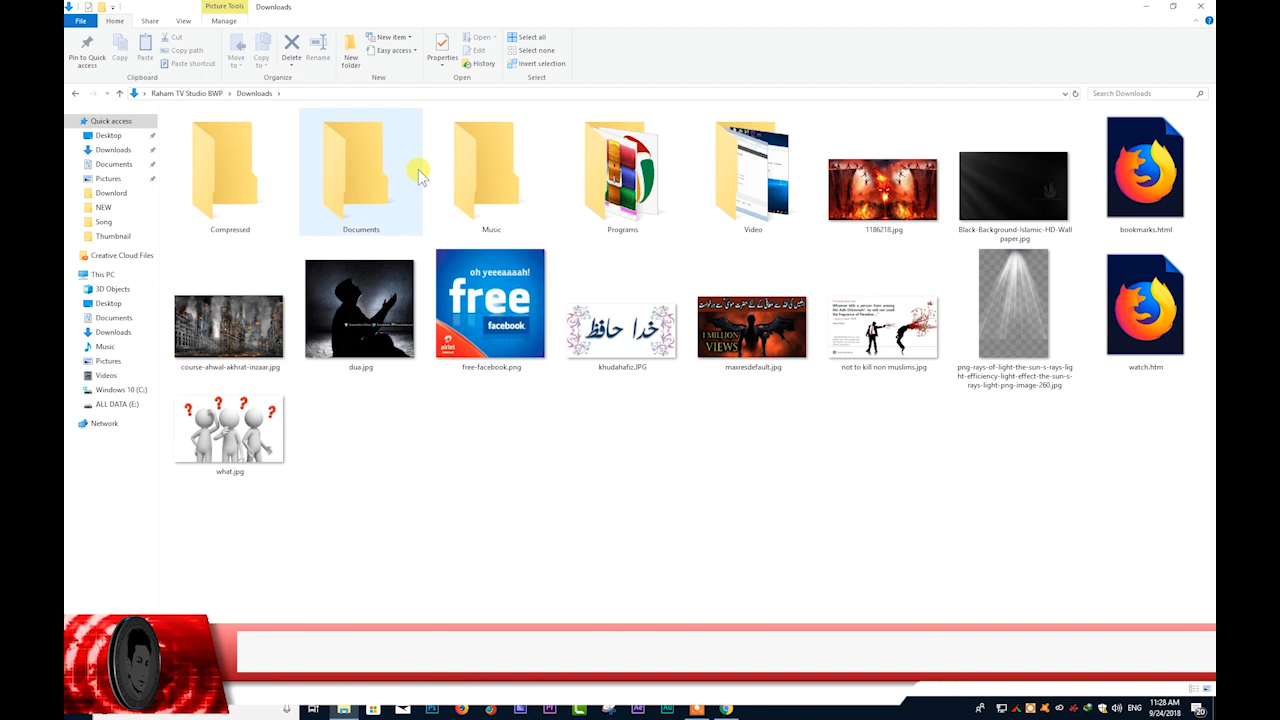 Picture Tools
Downloads
File
Home
Share
View
Manage
Pin to Quick access
Copy
Paste
Cut
Copy path
Paste shortcut
Clipboard
Move to
Copy to
Delete
Rename
Organize
New folder
New item
Easy access
New
Properties
Open
Edit
History
Open
Select all
Select none
Invert selection
Select
Raham TV Studio BWP
Downloads
Search Downloads
Quick access
Desktop
Downloads
Documents
Pictures
Downlord
NEW
Song
Thumbnail
Creative Cloud Files
This PC
3D Objects
Desktop
Documents
Downloads
Music
Pictures
Videos
Windows 10 (C:)
ALL DATA (E:)
Network
Compressed
Documents
Music
Programs
Video
1186218.jpg
Black-Background-Islamic-HD-Wall
paper.jpg
bookmarks.html
oh yeeeaaaah!
free
facebook.
airtel
خدا حافظ
1 MILLION
VIEWS
course-ahwal-akhrat-inzaar.jpg
dua.jpg
free-facebook.png
khudahafiz.JPG
maxresdefault.jpg
not to kill non muslims.jpg
png-rays-of-light-the-sun-s-rays-lig
ht-efficiency-light-effect-the-sun-s-
rays-light-png-image-260.jpg
watch.htm
? ? ? ?
what.jpg
ENG
11:28 AM
9/24/2018
20